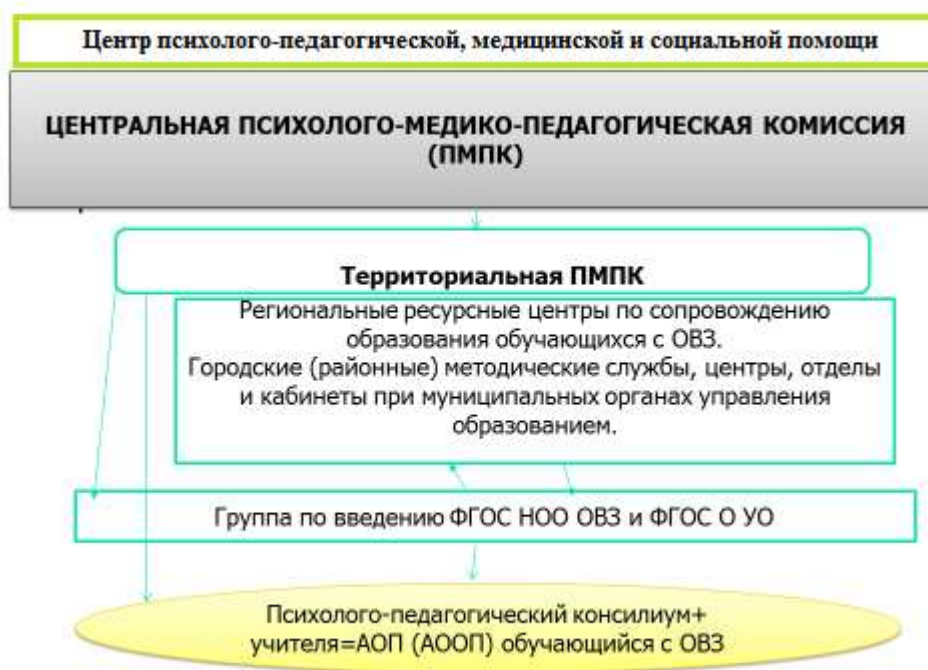 Центр психолого-педагогической, медицинской и социальной помощи
ЦЕНТРАЛЬНАЯ ПСИХОЛОГО-МЕДИКО-ПЕДАГОГИЧЕСКАЯ КОМИССИЯ
(ПМПК)
Территориальная ПМПК
Региональные ресурсные центры по сопровождению
образования обучающихся с ОВЗ.
Городские (районные) методические службы, центры, отделы
и кабинеты при муниципальных органах управления
образованием.
Группа по введению ФГОС НОО ОВЗ и ФГОС О УО
Психолого-педагогический консилиум+
учителя=АОП (АООП) обучающийся с ОВЗ